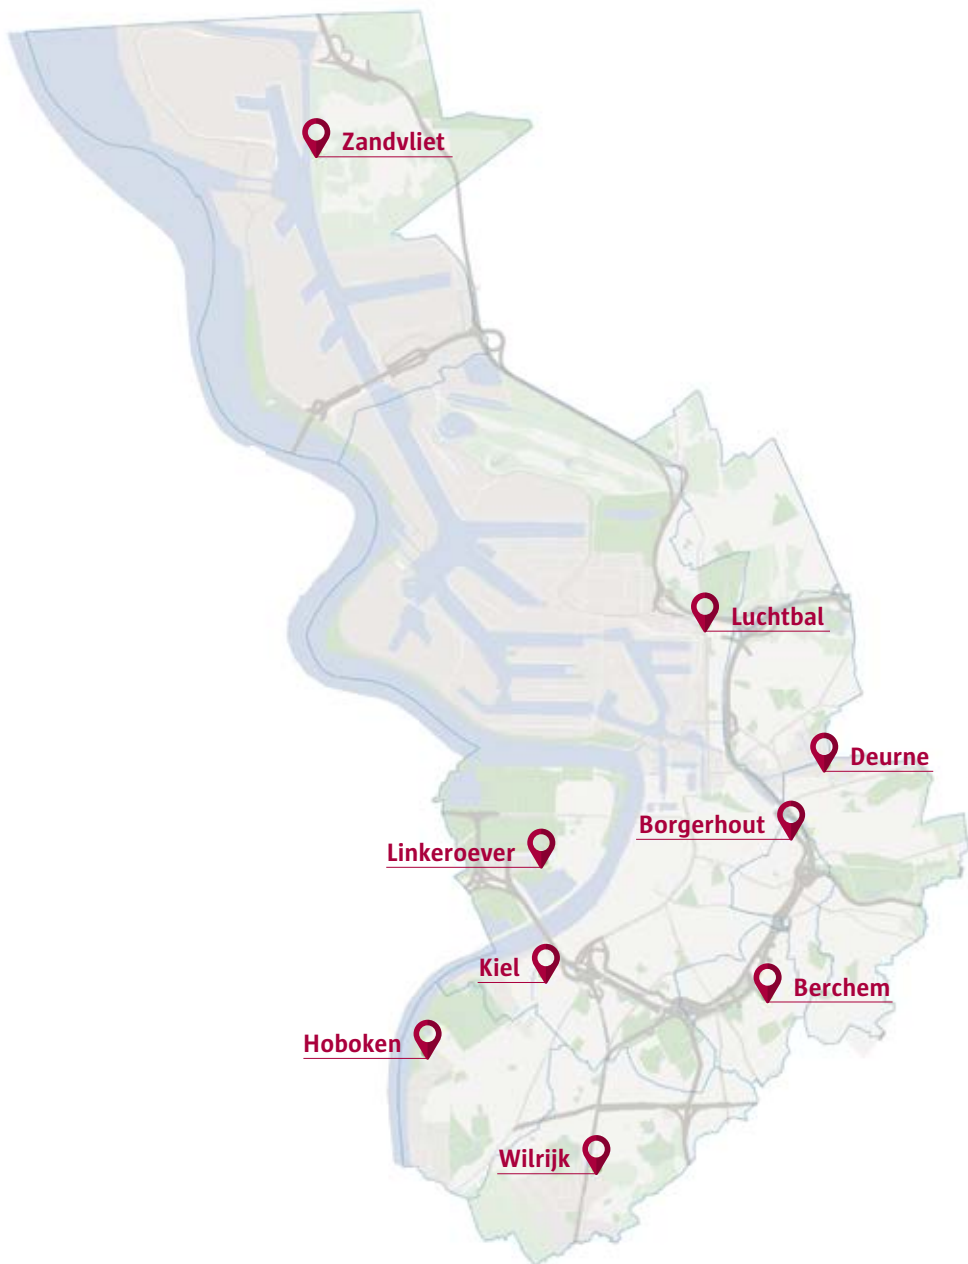 Zandvliet
Luchtbal
Deurne
Borgerhout
Linkeroever
Kiel
Berchem
Hoboken
Wilrijk